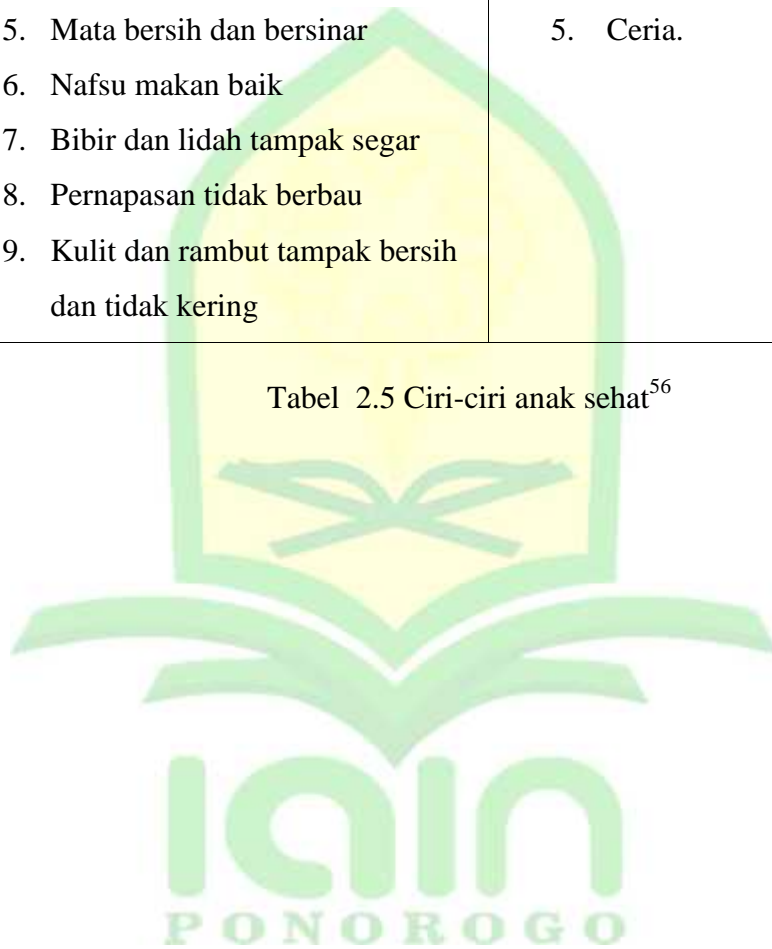 5. Mata bersih dan bersinar
6. Nafsu makan baik
7. Bibir dan lidah tampak segar
8. Pernapasan tidak berbau
9. Kulit dan rambut tampak bersih
dan tidak kering
5. Ceria.
Tabel 2.5 Ciri-ciri anak sehat56
iain
PONOROGO